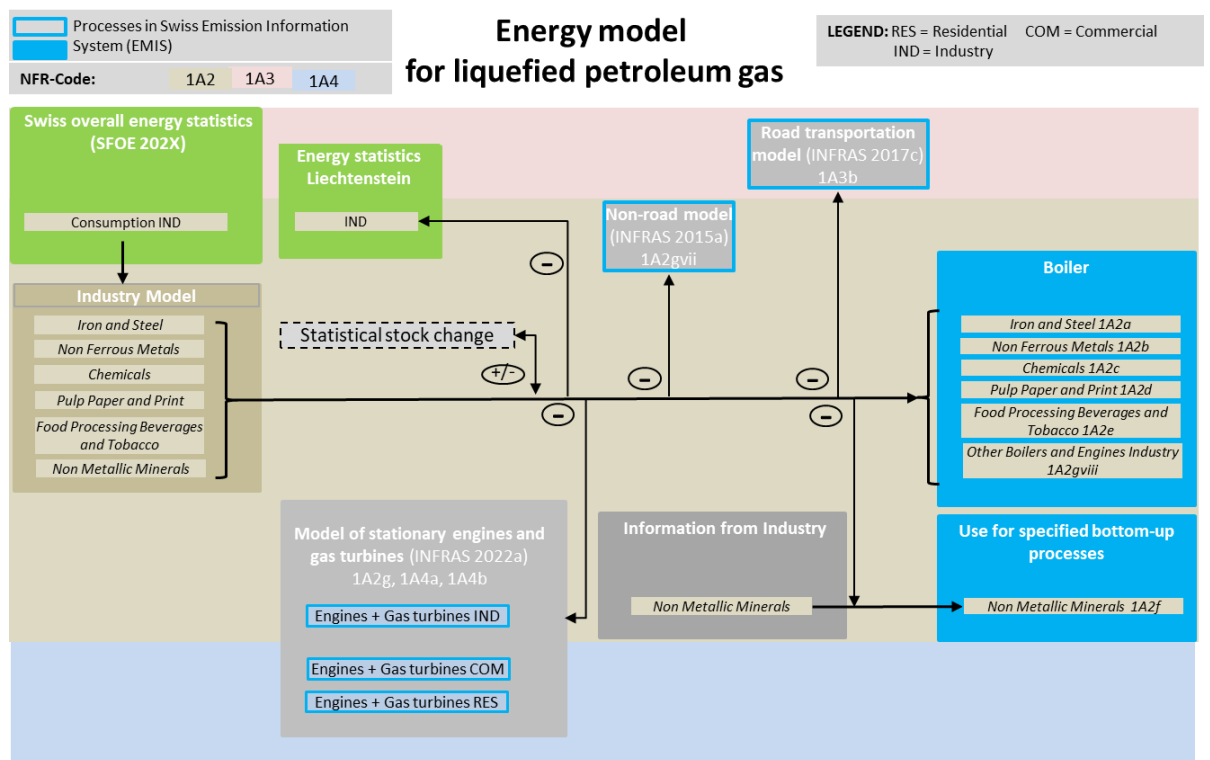 Processes in Swiss Emission Information
System (EMIS)
NFR-Code:
1A2
1A3
1A4
Energy model
for liquefied petroleum gas
LEGEND: RES = Residential COM = Commercial
IND = Industry
Swiss overall energy statistics
(SFOE 202X)
Consumption IND
Energy statistics
Liechtenstein
IND
Road transportation
model (INFRAS 2017c)
1A3b
Non-road model
(INFRAS 2015a)
1A2gvii
Industry Model
Iron and Steel
Non Ferrous Metals
Chemicals
Pulp Paper and Print
Food Processing Beverages
and Tobacco
Non Metallic Minerals
Statistical stock change
+/-
−
−
−
−
−
Boiler
Iron and Steel 1A2a
Non Ferrous Metals 1A2b
Chemicals 1A2c
Pulp Paper and Print 1A2d
Food Processing Beverages and
Tobacco 1A2e
Other Boilers and Engines Industry
1A2gviii
Model of stationary engines and
gas turbines (INFRAS 2022a)
1A2g, 1A4a, 1A4b
Engines + Gas turbines IND
Engines + Gas turbines COM
Engines + Gas turbines RES
Information from Industry
Non Metallic Minerals
Use for specified bottom-up
processes
Non Metallic Minerals 1A2f